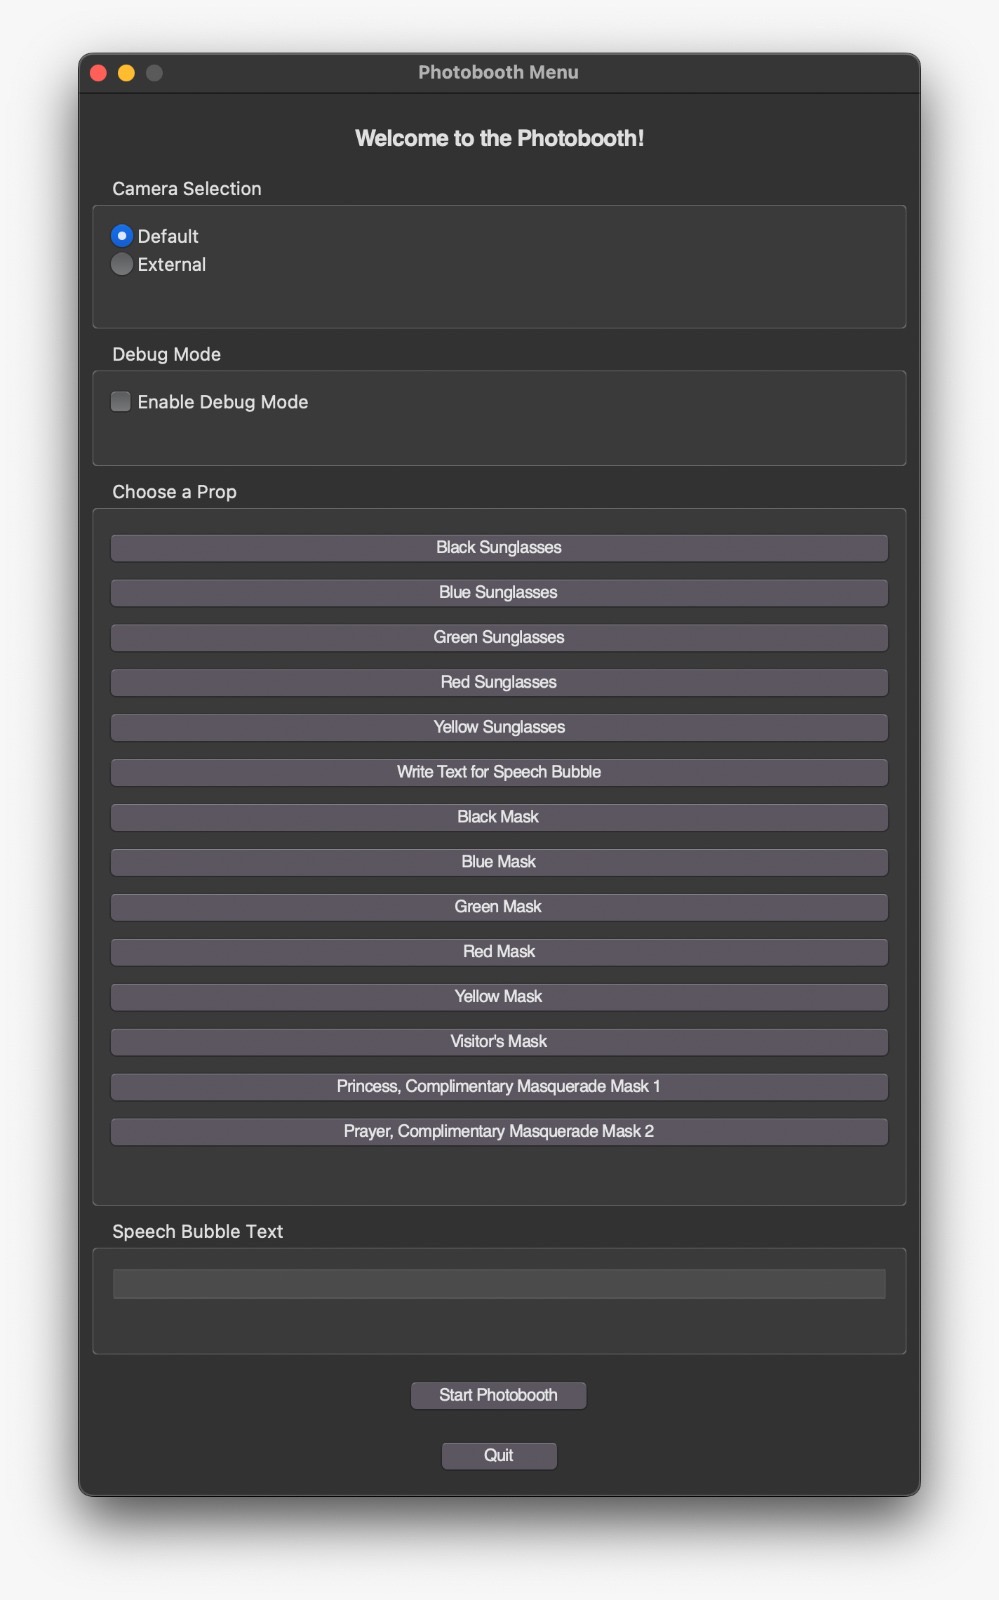 Photobooth Menu
Welcome to the Photobooth!
Camera Selection
Default
External
Debug Mode
Enable Debug Mode
Choose a Prop
Black Sunglasses
Blue Sunglasses
Green Sunglasses
Red Sunglasses
Yellow Sunglasses
Write Text for Speech Bubble
Black Mask
Blue Mask
Green Mask
Red Mask
Yellow Mask
Visitor's Mask
Princess, Complimentary Masquerade Mask 1
Prayer, Complimentary Masquerade Mask 2
Speech Bubble Text
Start Photobooth
Quit